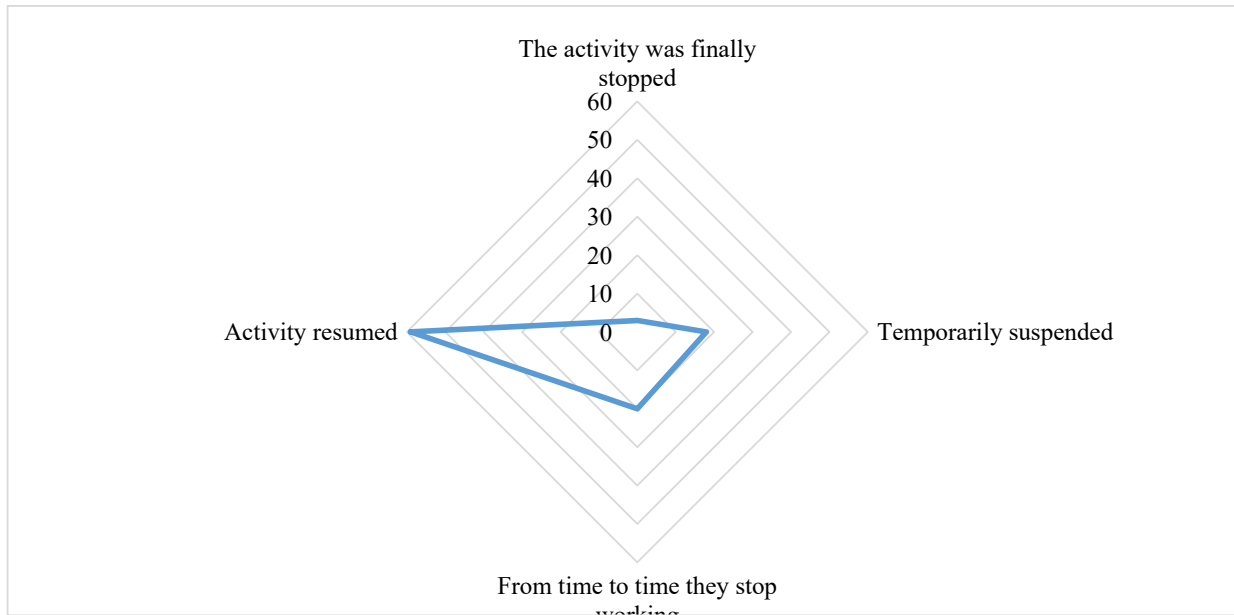 The activity was finally
stopped
60
50
40
30
20
10
0
Activity resumed
Temporarily suspended
From time to time they stop
working